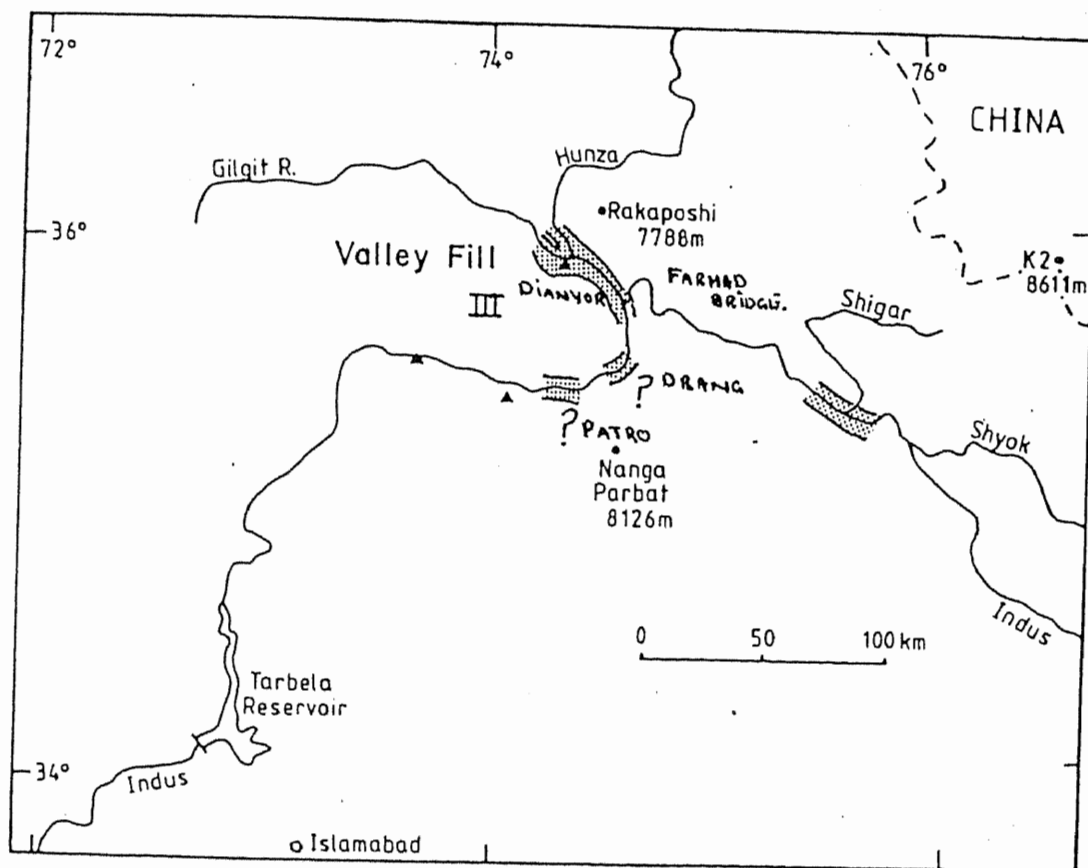 72°
74°
76°
CHINA
Gilgit R.
Hunza
Rakaposhi
7788m
36°
Valley Fill
III
DIANYOR
FARHAD
BRIDGE.
K2
8611m
Shigar
? DRANG
? PATRO
Nanga
Parbat
8126m
Shyok
Indus
0 50 100 km
Tarbela
Reservoir
34°
Indus
Islamabad